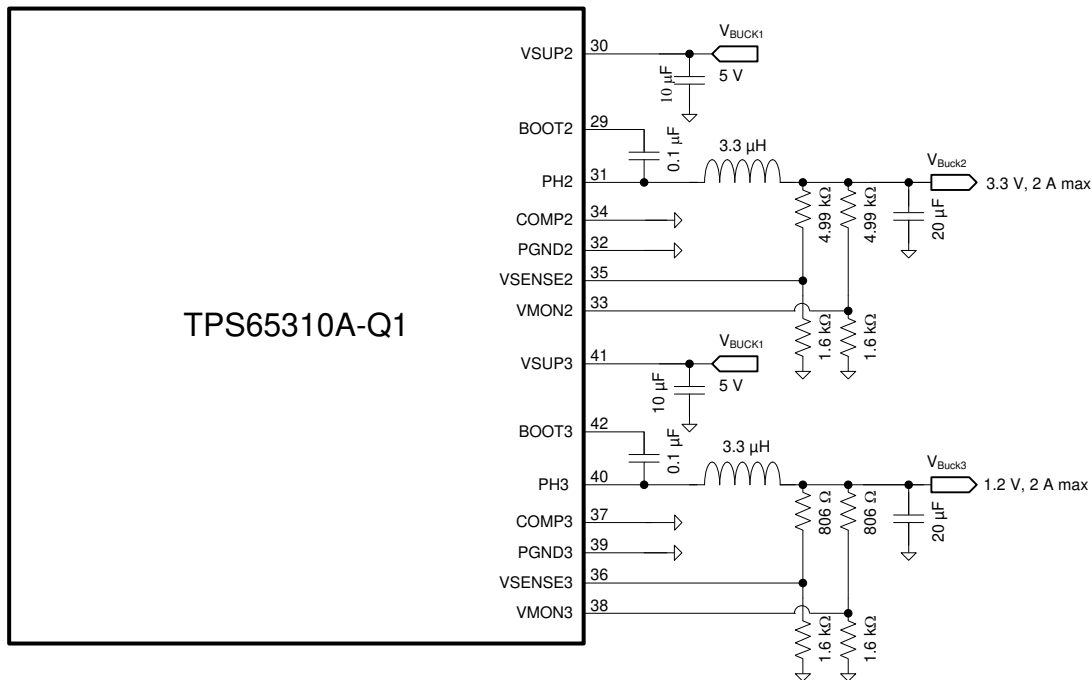 V_BUCK1
VSUP2 30
10 µF
5 V
BOOT2 29
0.1 µF
3.3 µH
PH2 31
V_Buck2
3.3 V, 2 A max
COMP2 34
4.99 kΩ
4.99 kΩ
20 µF
PGND2 32
VSENSE2 35
VMON2 33
TPS65310A-Q1
1.6 kΩ
1.6 kΩ
V_BUCK1
VSUP3 41
10 µF
5 V
BOOT3 42
0.1 µF
3.3 µH
PH3 40
V_Buck3
1.2 V, 2 A max
COMP3 37
806 Ω
806 Ω
20 µF
PGND3 39
VSENSE3 36
VMON3 38
1.6 kΩ
1.6 kΩ